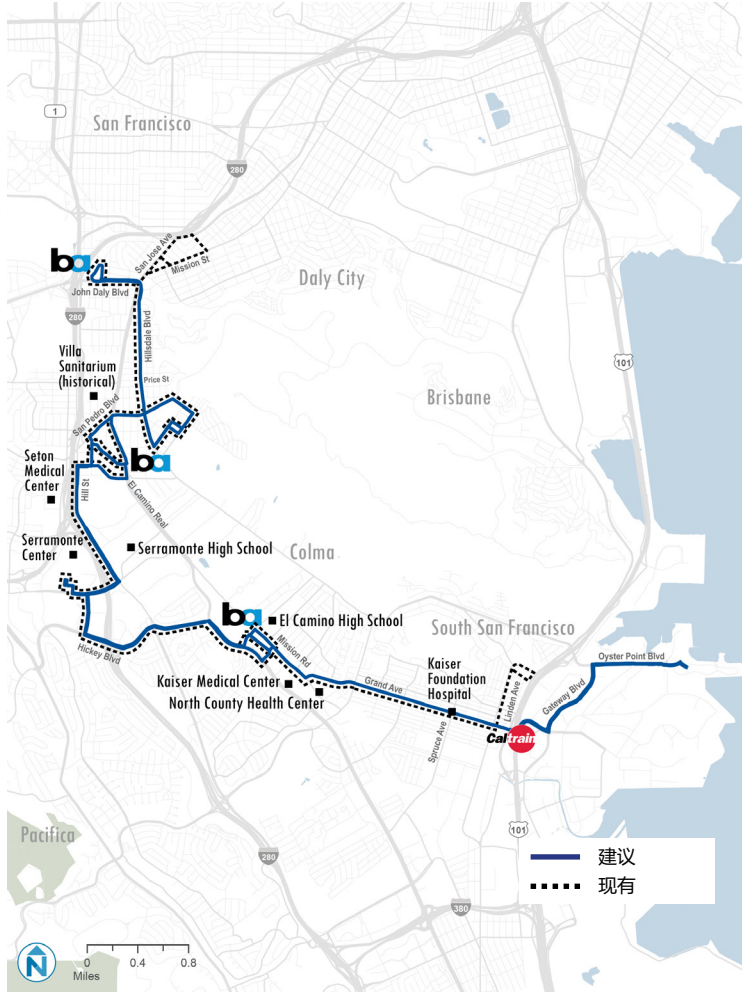 1
San Francisco
280
San Jose Ave
Mission St
ba
John Daly Blvd
Daly City
280
Hillsdale Blvd
101
Villa
Sanitarium
(historical)
Price St
Brisbane
San Pedro Blvd
ba
Seton
Medical
Center
Hill St
El Camino Real
Serramonte
Center
Serramonte High School
Colma
ba
El Camino High School
South San Francisco
Hickey Blvd
Mission Rd
Oyster Point Blvd
Kaiser
Foundation
Hospital
Kaiser Medical Center
Grand Ave
North County Health Center
Linden Ave
Gateway Blvd
Spruce Ave
Caltrain
101
Pacifica
280
建议
现有
380
N
0 0.4 0.8
Miles